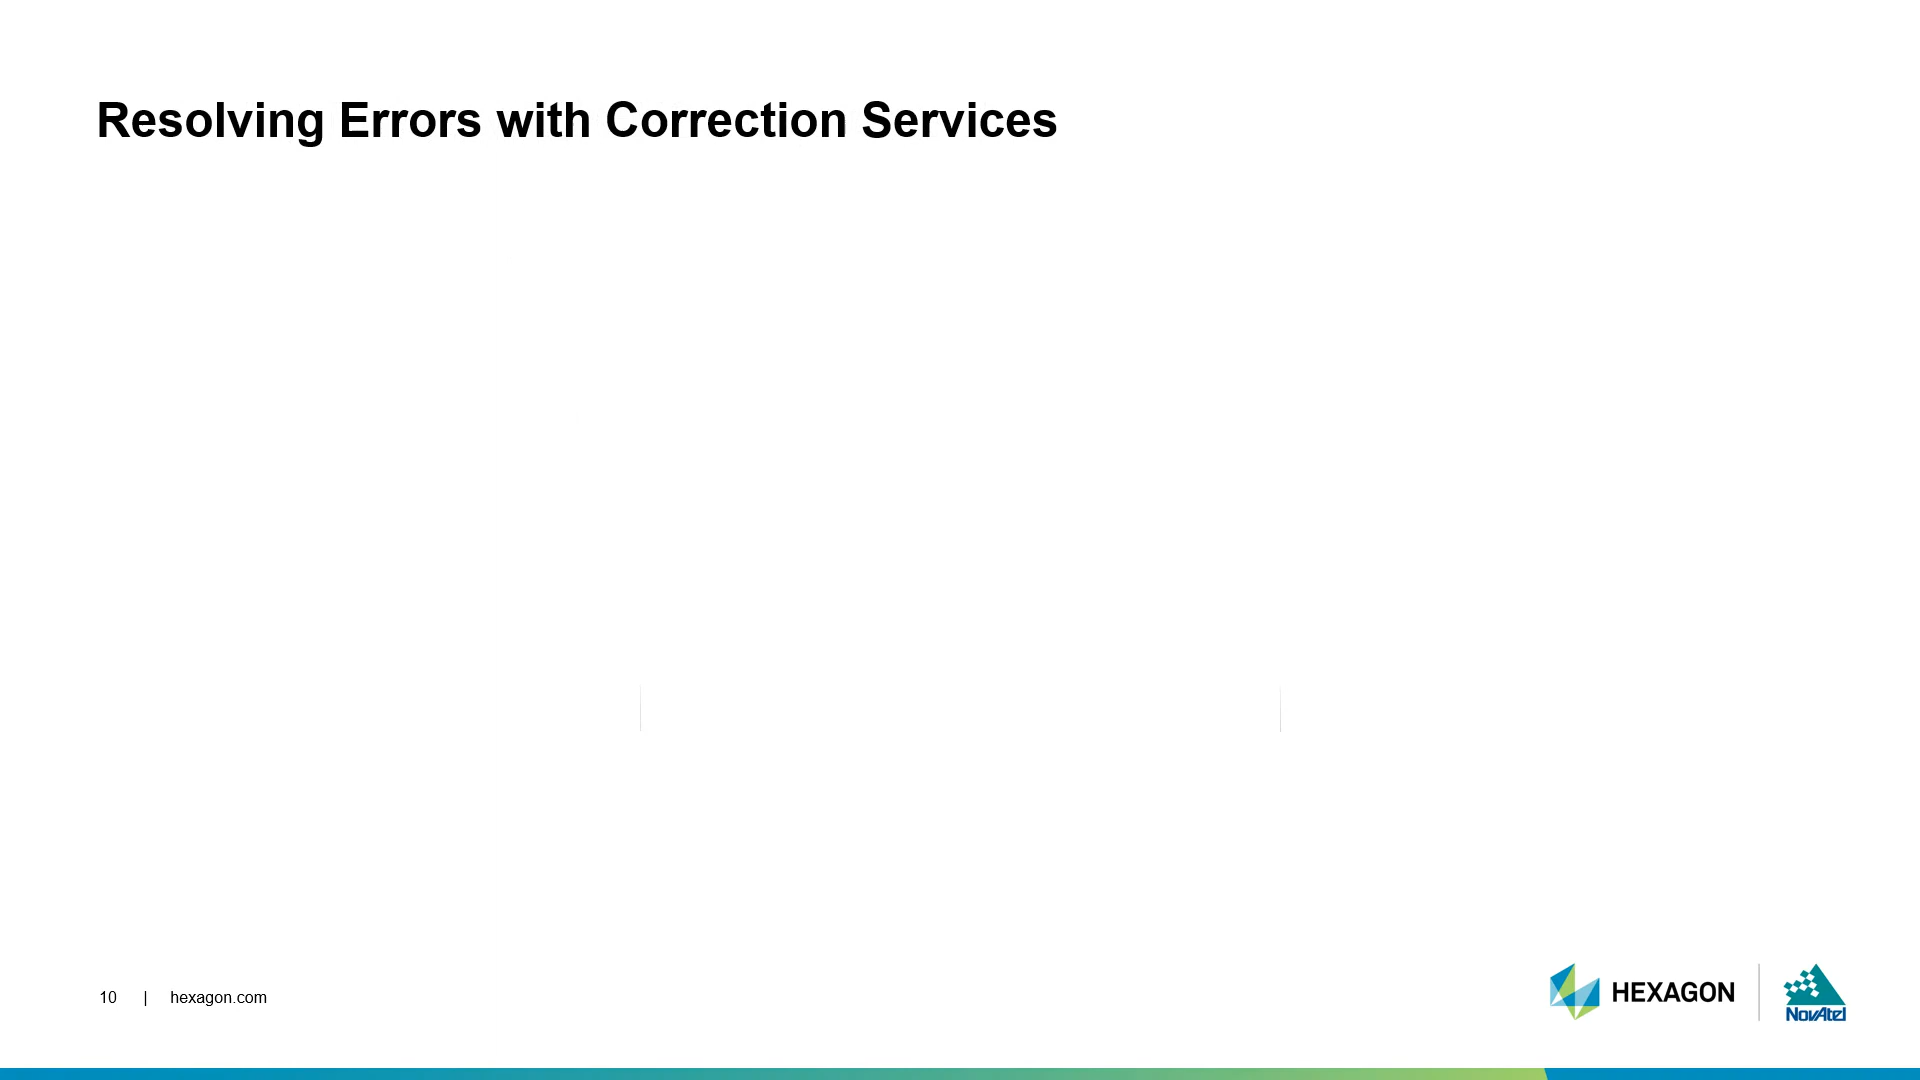 Resolving Errors with Correction Services
10 | hexagon.com
HEXAGON
NovAtel